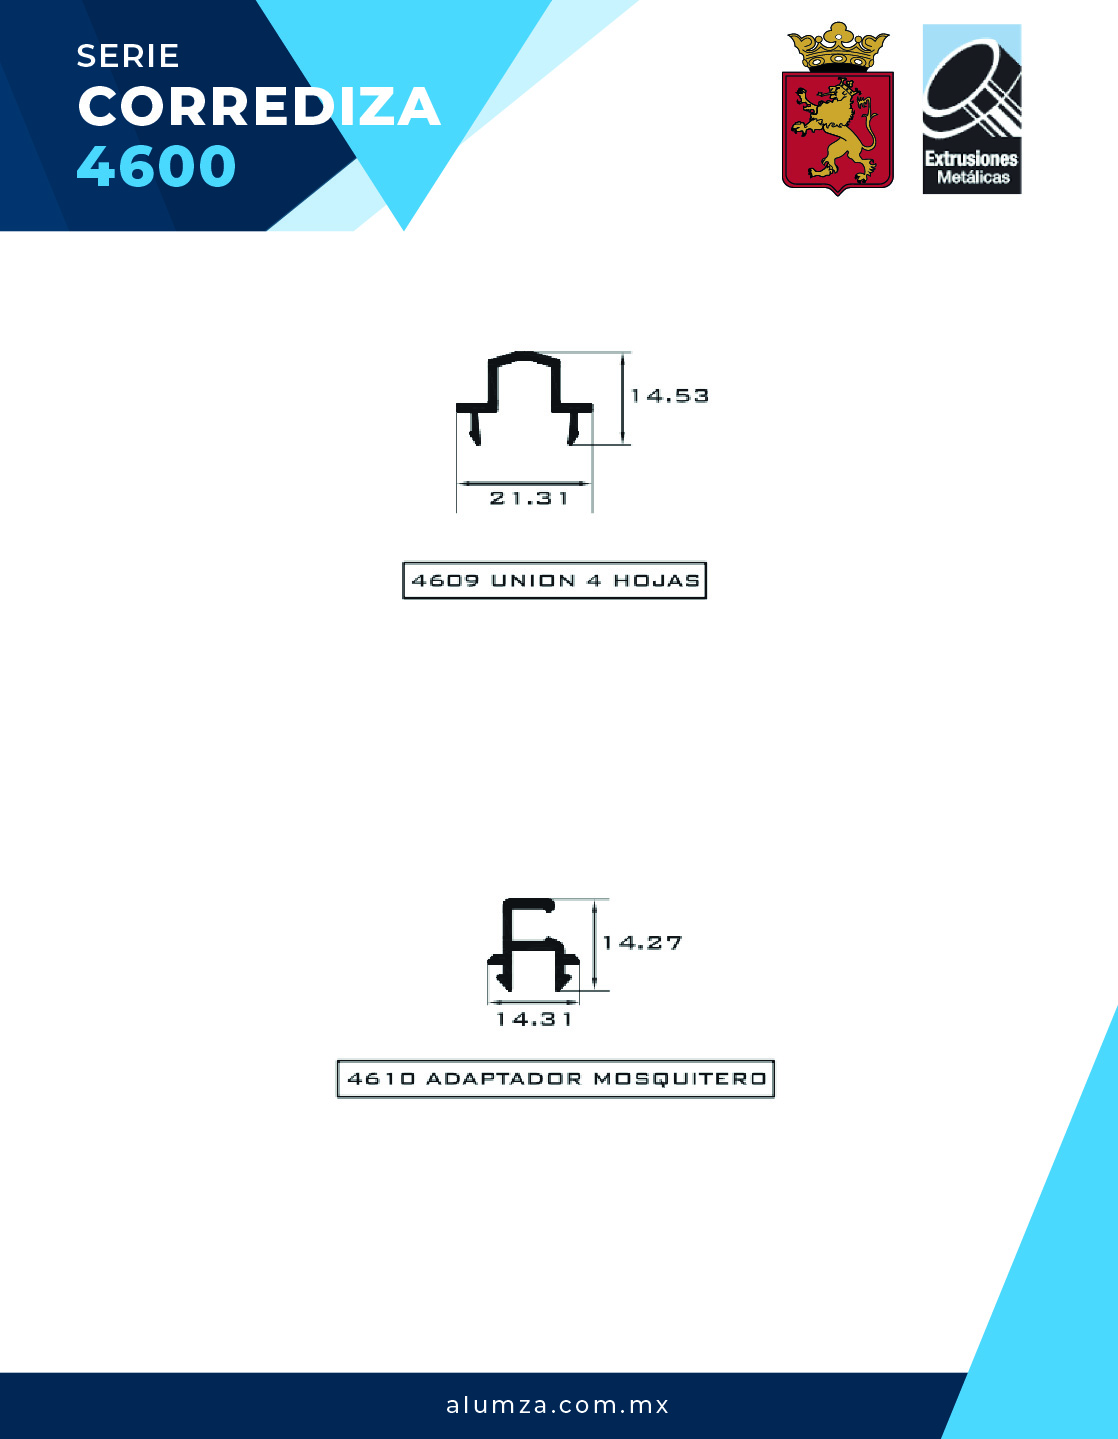 SERIE
CORREDIZA
4600
Extrusiones
Metálicas
14.53
21.31
4609 UNION 4 HOJAS
14.27
14.31
4610 ADAPTADOR MOSQUITERO
alumza.com.mx